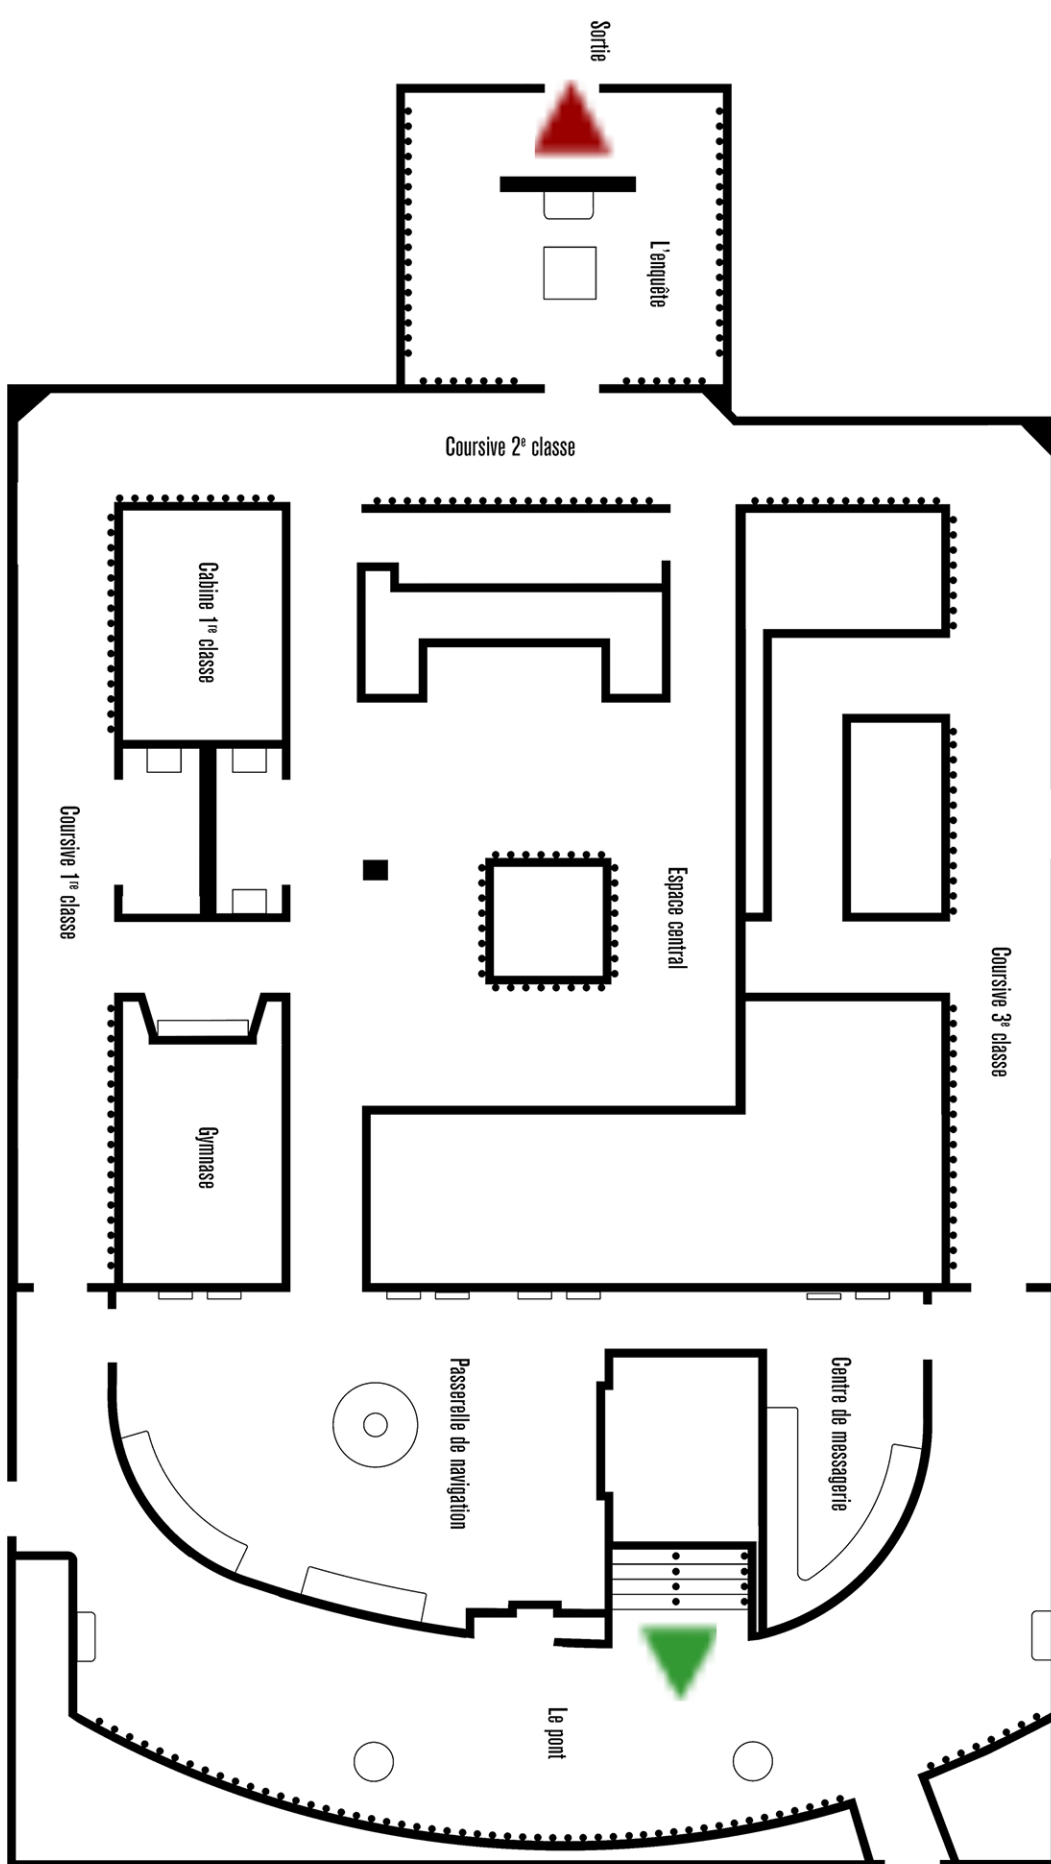 Sortie
L'enquête
Coursive 2e classe
Cabine 1re classe
Coursive 1re classe
Espace central
Coursive 3e classe
Gymnase
Passerelle de navigation
Centre de messagerie
Le pont